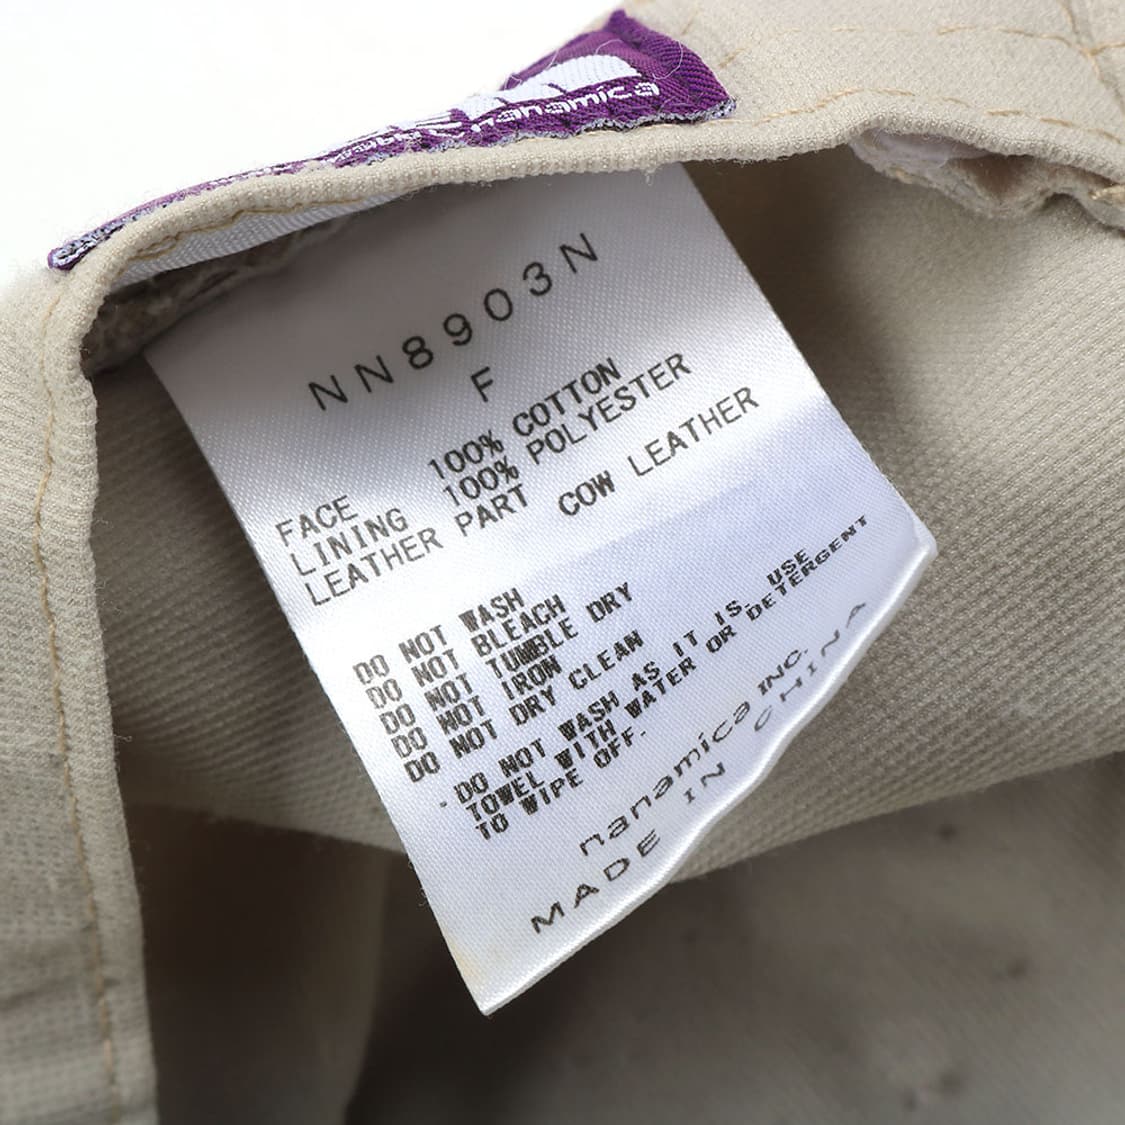 nanamica
NN8903N
F
FACE 100% COTTON
LINING 100% POLYESTER
LEATHER PART COW LEATHER
DO NOT WASH
DO NOT BLEACH
DO NOT TUMBLE DRY
DO NOT IRON
DO NOT DRY CLEAN
·DO NOT WASH AS IT IS. USE
TOWEL WITH WATER OR DETERGENT
TO WIPE OFF.
nanamica INC.
MADE IN CHINA